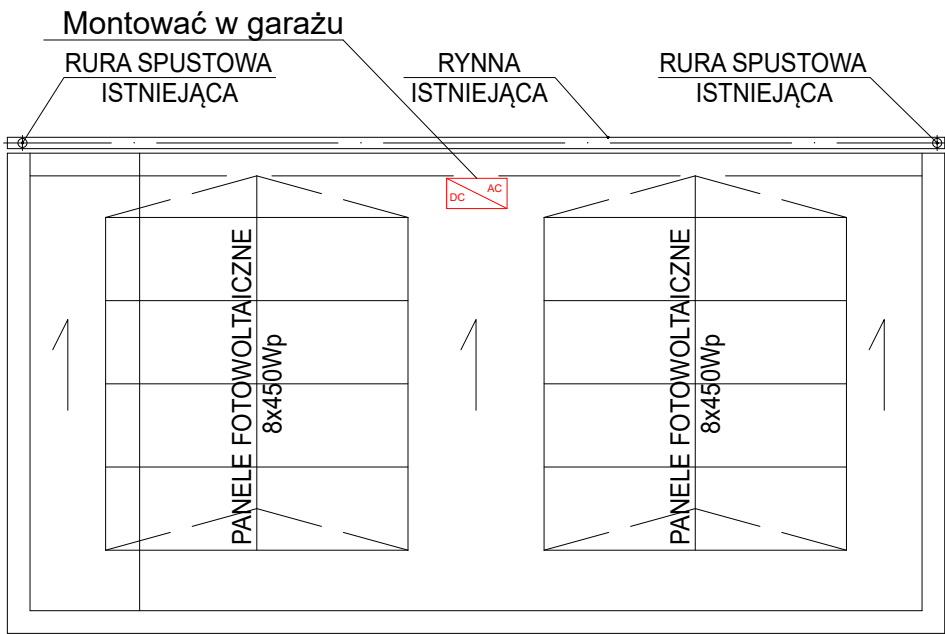 Montować w garażu
RURA SPUSTOWA
ISTNIEJĄCA
RYNNA
ISTNIEJĄCA
RURA SPUSTOWA
ISTNIEJĄCA
DC
AC
PANELE FOTOWOLTAICZNE
8x450Wp
PANELE FOTOWOLTAICZNE
8x450Wp